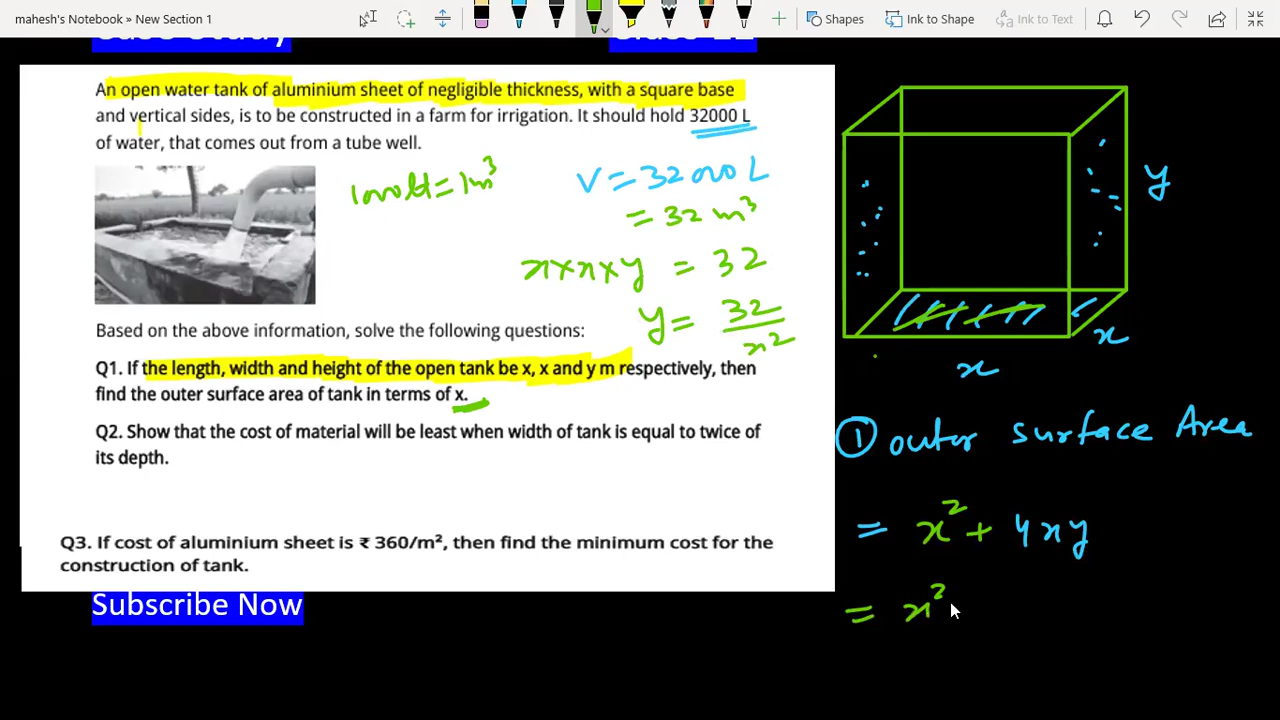 mahesh's Notebook » New Section 1
Shapes
Ink to Shape
Ink to Text
Case Study
Class-12
An open water tank of aluminium sheet of negligible thickness, with a square base
and vertical sides, is to be constructed in a farm for irrigation. It should hold 32000 L
of water, that comes out from a tube well.
1000 lt = 1m³
V = 32000 L
= 32 m³
x × x × y = 32
y = 32/x²
Based on the above information, solve the following questions:
Q1. If the length, width and height of the open tank be x, x and y m respectively, then
find the outer surface area of tank in terms of x.
Q2. Show that the cost of material will be least when width of tank is equal to twice of
its depth.
Q3. If cost of aluminium sheet is ₹ 360/m², then find the minimum cost for the
construction of tank.
Subscribe Now
y
x
x
① outer surface Area
= x² + 4xy
= x²